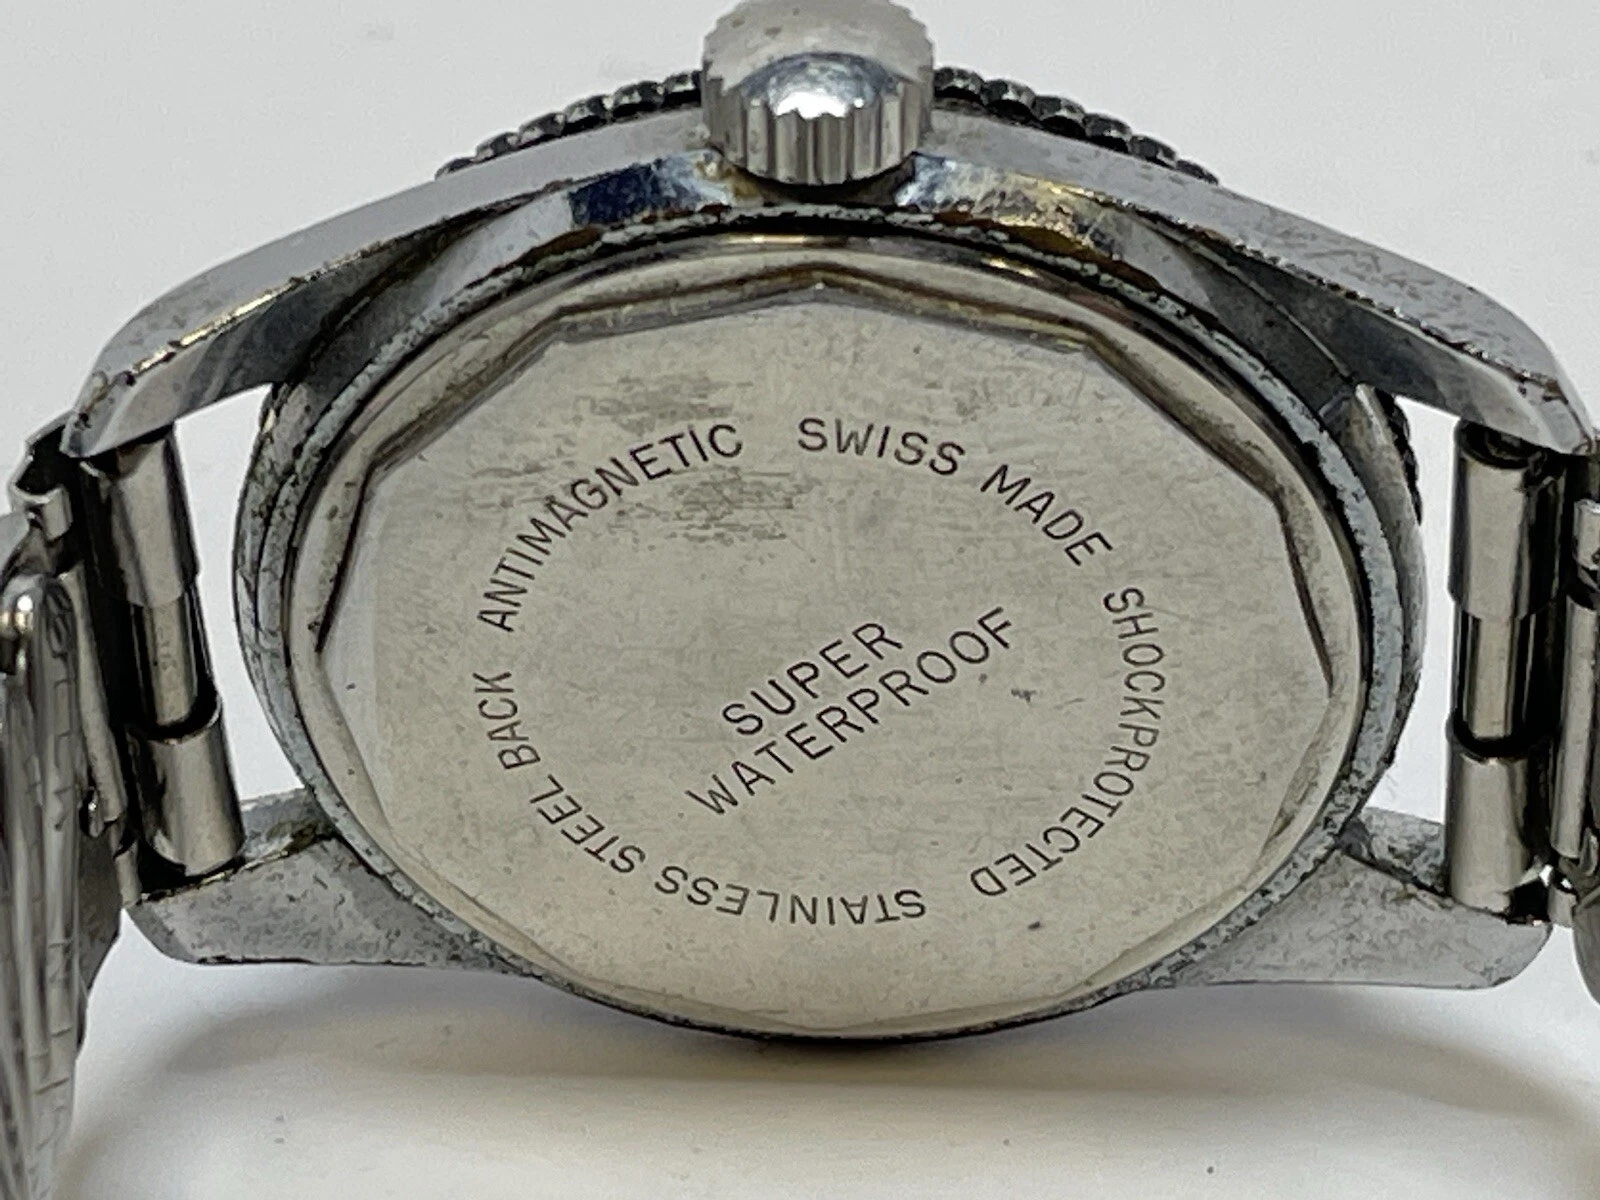 ANTIMAGNETIC SWISS MADE SHOCKPROTECTED STAINLESS STEEL BACK
SUPER
WATERPROOF